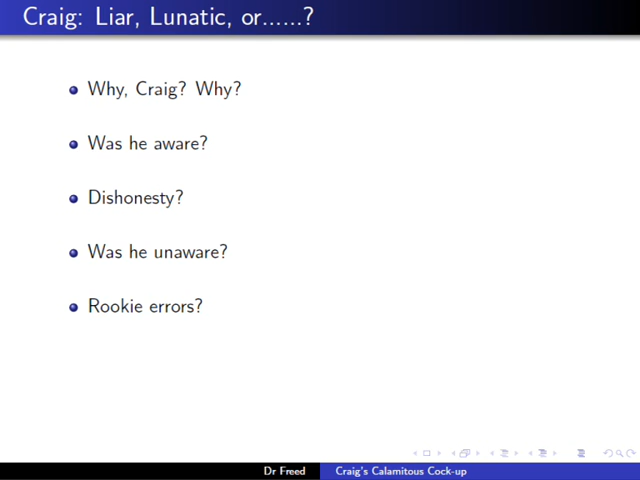 Craig: Liar, Lunatic, or......?
Why, Craig? Why?
Was he aware?
Dishonesty?
Was he unaware?
Rookie errors?
Dr Freed
Craig's Calamitous Cock-up